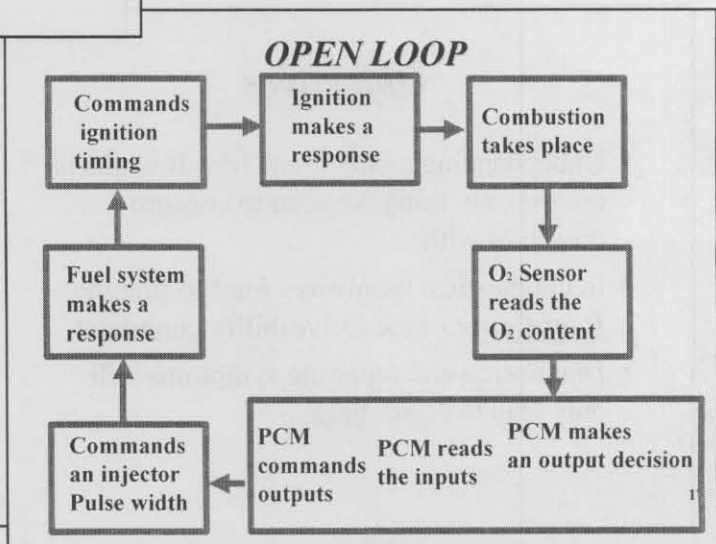 OPEN LOOP
Commands
ignition
timing
Ignition
makes a
response
Combustion
takes place
O₂ Sensor
reads the
O₂ content
PCM makes
an output decision
PCM reads
the inputs
PCM
commands
outputs
Commands
an injector
Pulse width
Fuel system
makes a
response